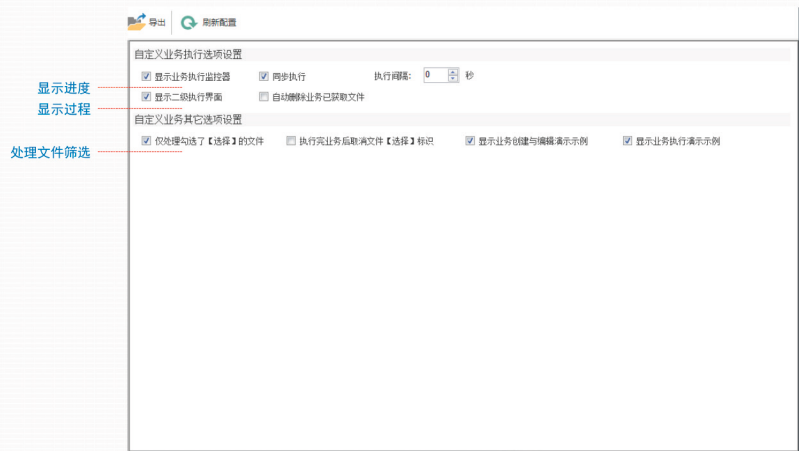 导出 刷新配置
自定义业务执行选项设置
显示业务执行监控器 同步执行 执行间隔: 0 秒
显示进度
显示二级执行界面 自动删除业务已获取文件
显示过程
自定义业务其它选项设置
仅处理勾选了【选择】的文件 执行完业务后取消文件【选择】标识 显示业务创建与编辑演示示例 显示业务执行演示示例
处理文件筛选